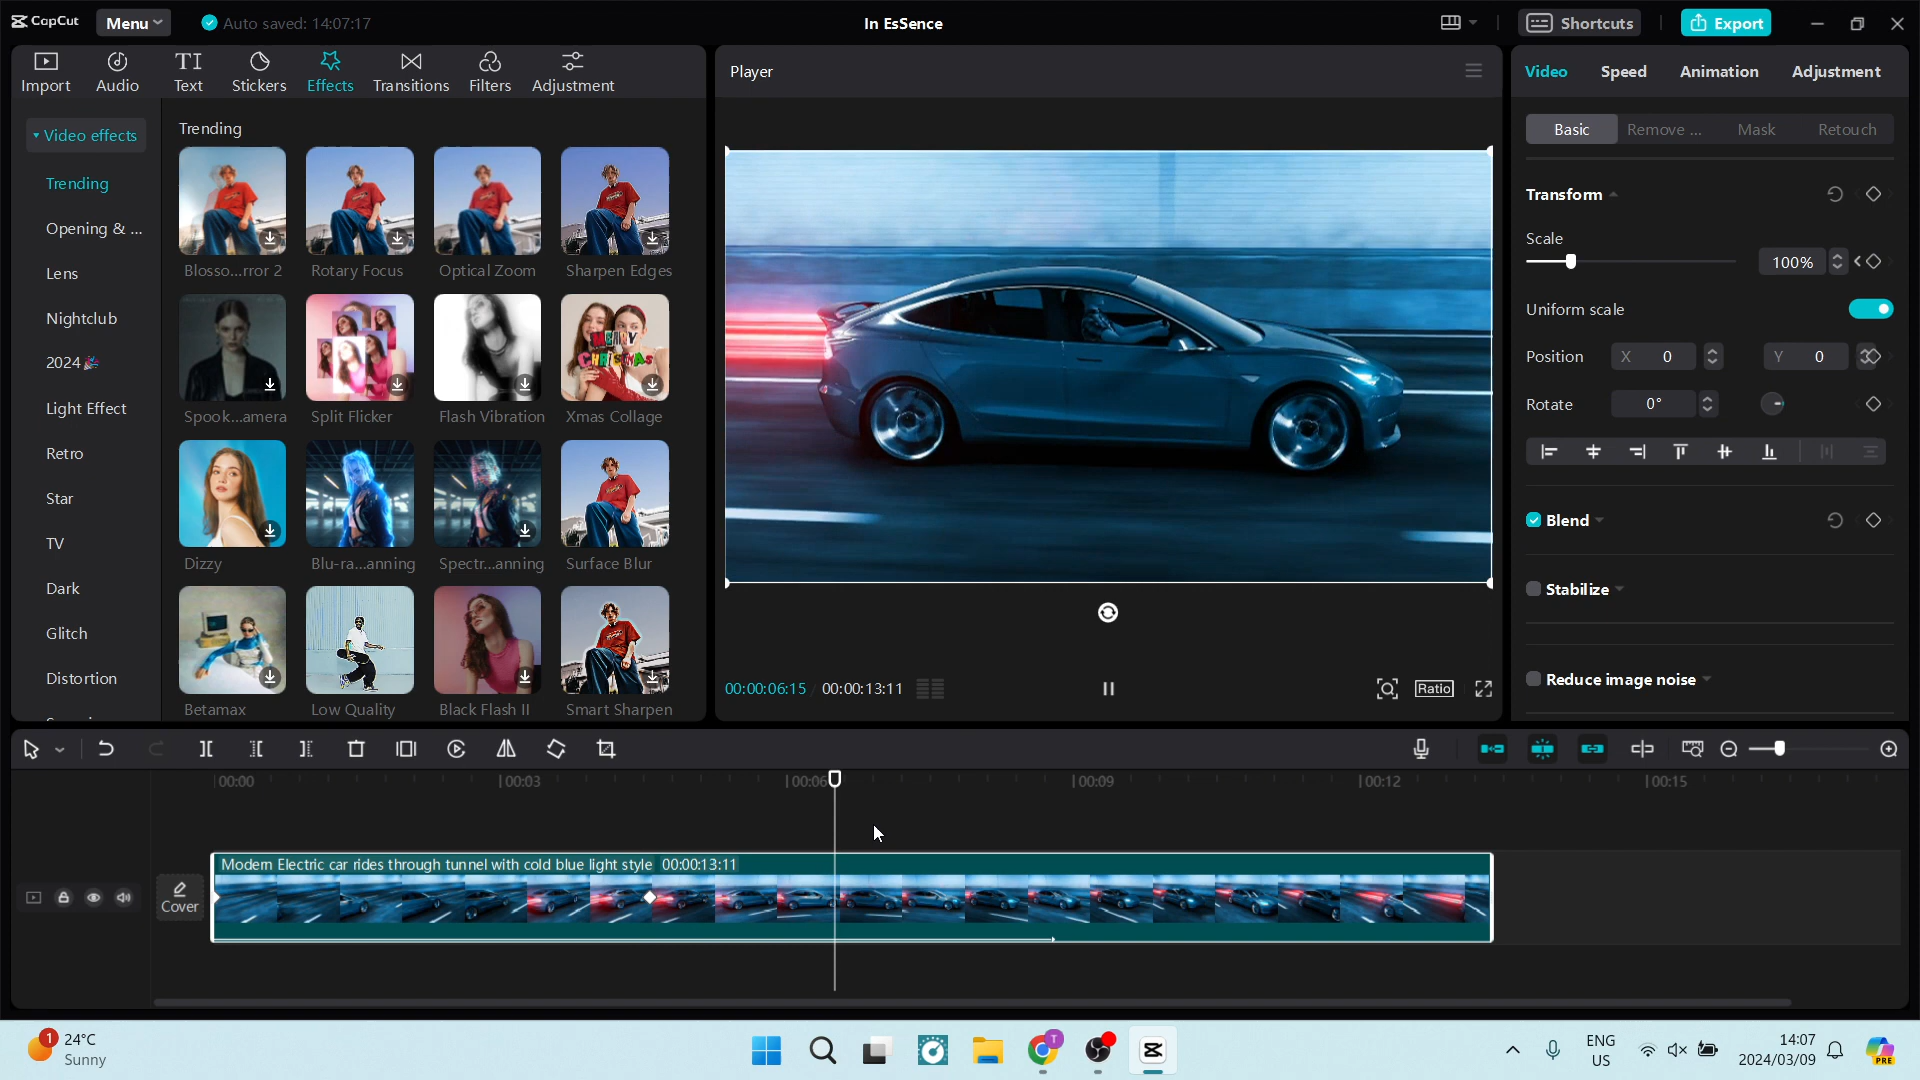 CapCut Menu Auto saved: 14:07:17 In EsSence Shortcuts Export
Import Audio Text Stickers Effects Transitions Filters Adjustment
Video effects
Trending
Opening & ...
Lens
Nightclub
2024
Light Effect
Retro
Star
TV
Dark
Glitch
Distortion
Trending
Blosso...rror 2 Rotary Focus Optical Zoom Sharpen Edges
MERRY CHRISTMAS
Spook...amera Split Flicker Flash Vibration Xmas Collage
Dizzy Blu-ra...anning Spectr...anning Surface Blur
Betamax Low Quality Black Flash II Smart Sharpen
Player
00:00:06:15 00:00:13:11 Ratio
Video Speed Animation Adjustment
Basic Remove ... Mask Retouch
Transform
Scale
100%
Uniform scale
Position X 0 Y 0
Rotate 0°
Blend
Stabilize
Reduce image noise
00:00 00:03 00:06 00:09 00:12 00:15
Modern Electric car rides through tunnel with cold blue light style 00:00:13:11
Cover
1 24°C
Sunny
T
ENG
US
14:07
2024/03/09
PRE